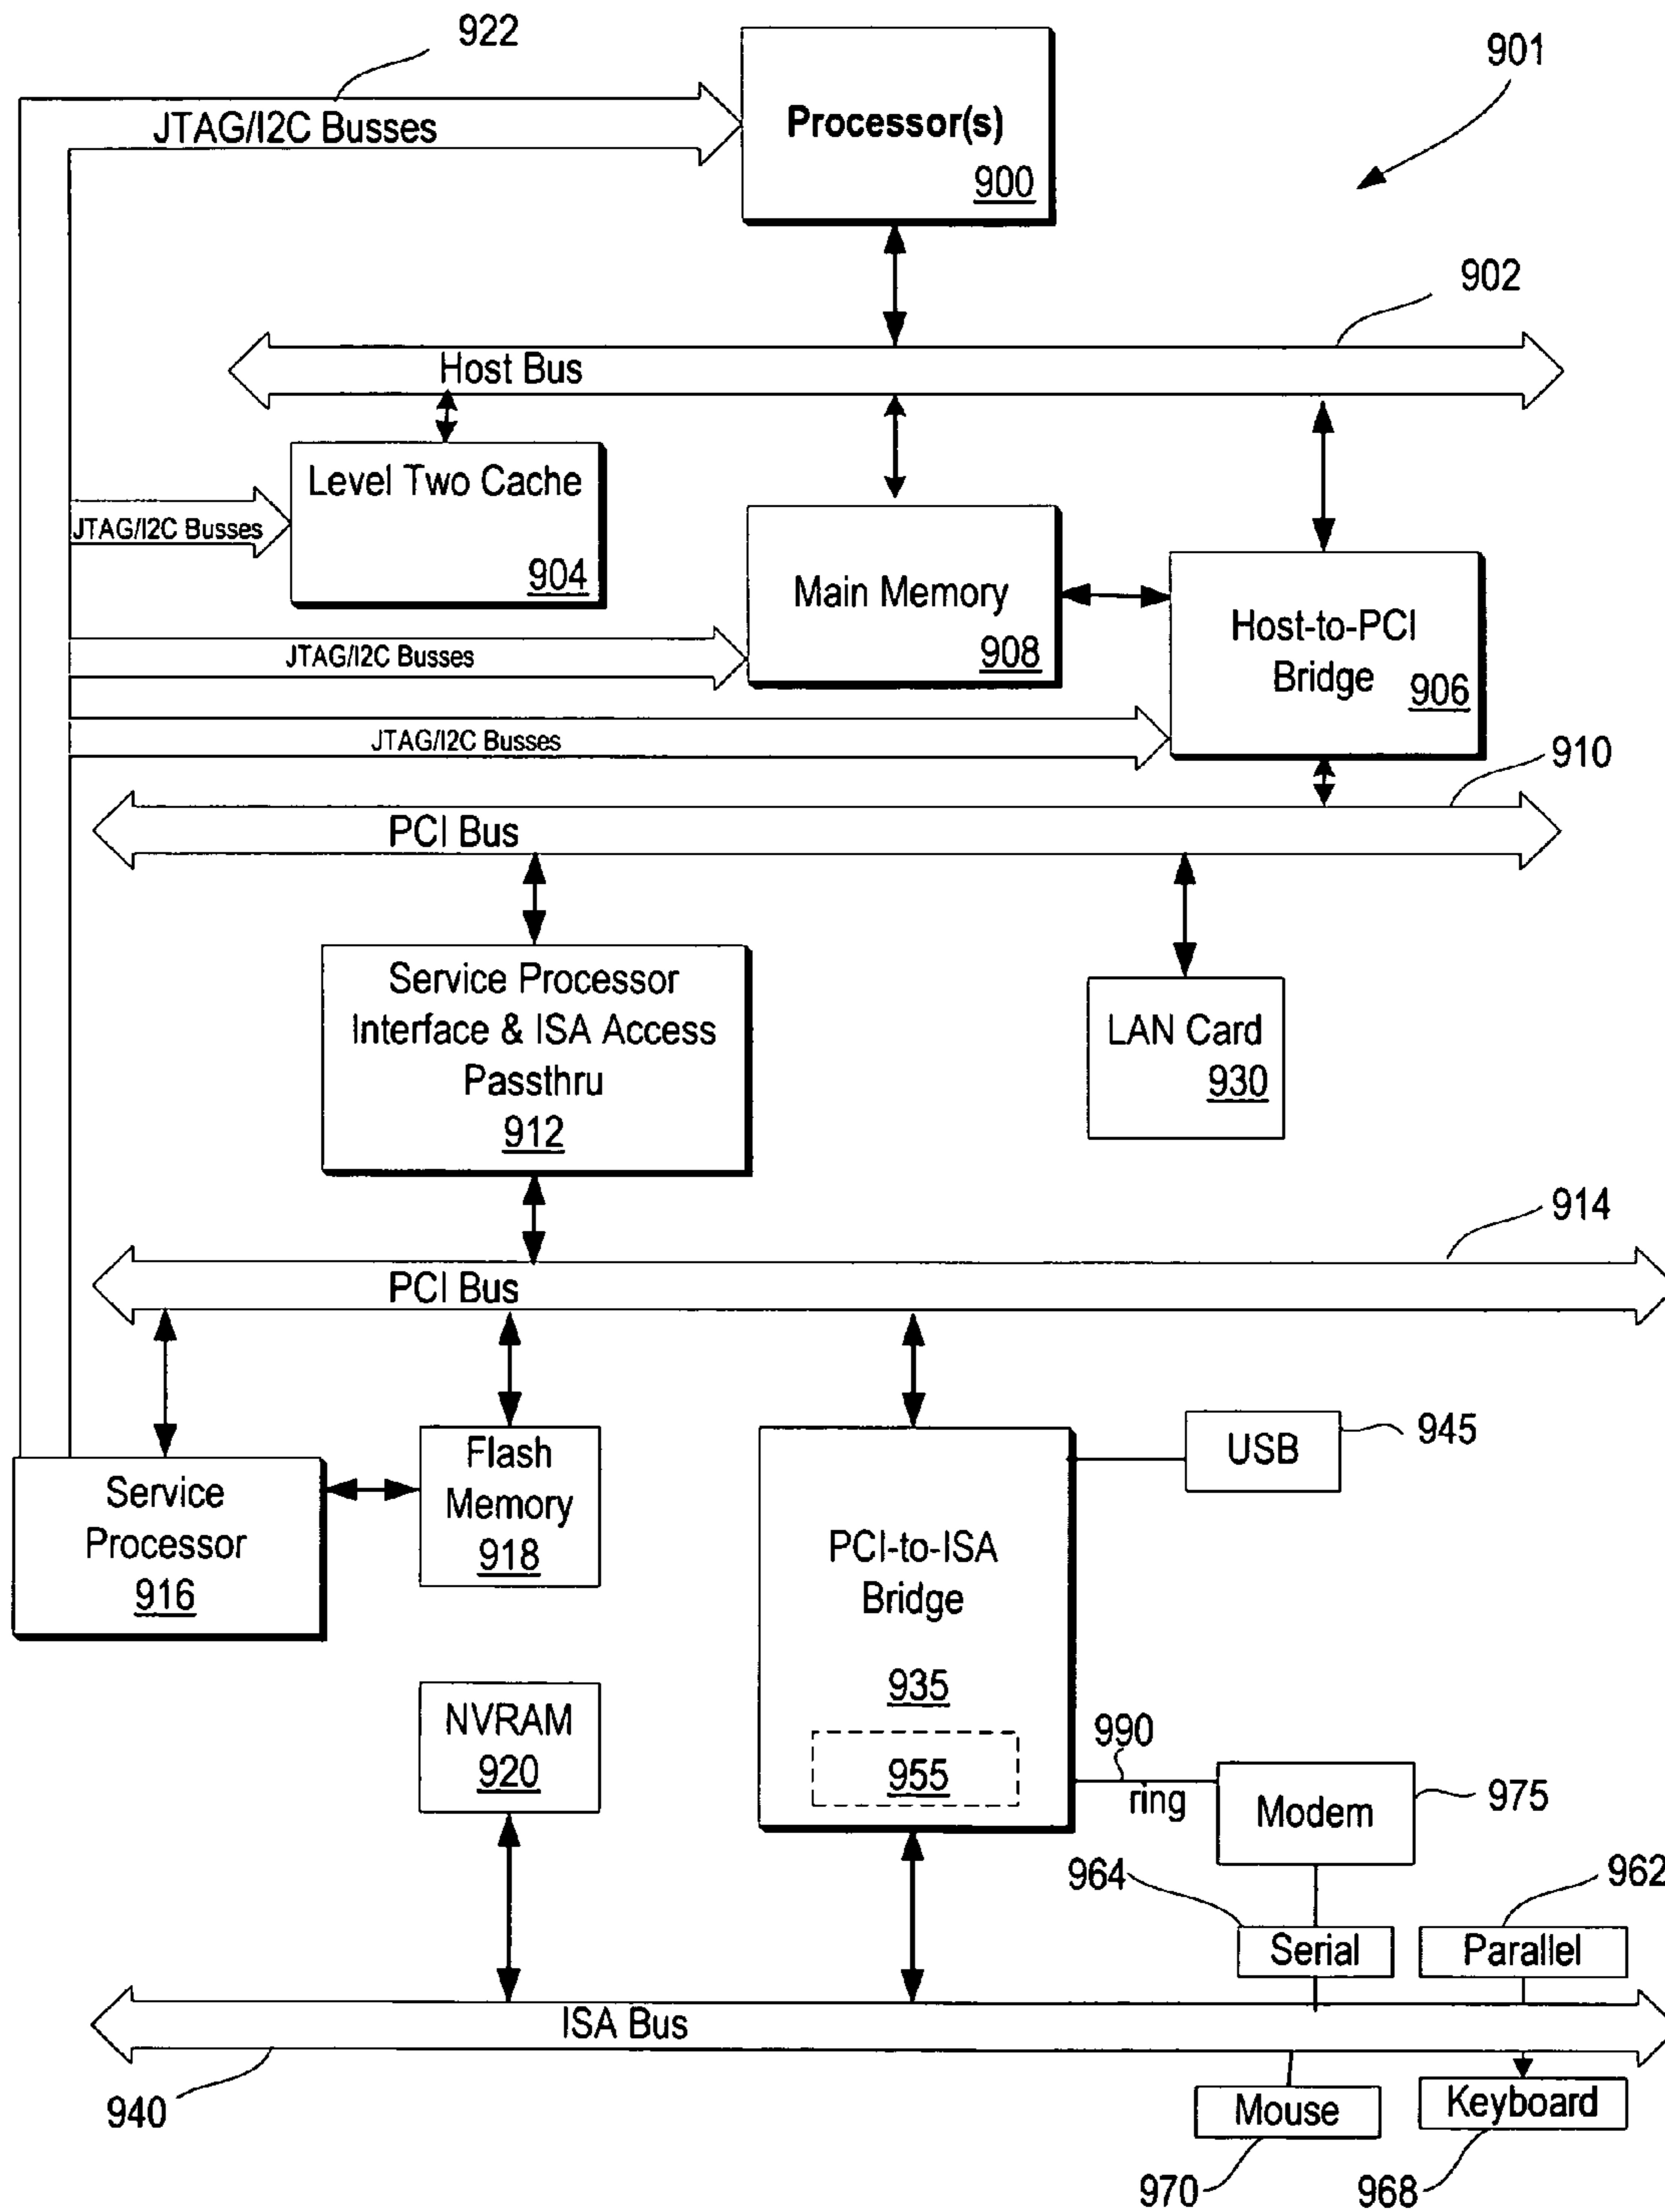 922
901
JTAG/I2C Busses
Processor(s)
900
902
Host Bus
Level Two Cache
904
JTAG/I2C Busses
Main Memory
908
Host-to-PCI
Bridge
906
JTAG/I2C Busses
JTAG/I2C Busses
910
PCI Bus
Service Processor
Interface & ISA Access
Passthru
912
LAN Card
930
914
PCI Bus
Service
Processor
916
Flash
Memory
918
USB
945
PCI-to-ISA
Bridge
935
955
NVRAM
920
990
ring
Modem
975
964
962
Serial
Parallel
ISA Bus
940
Mouse
Keyboard
970
968